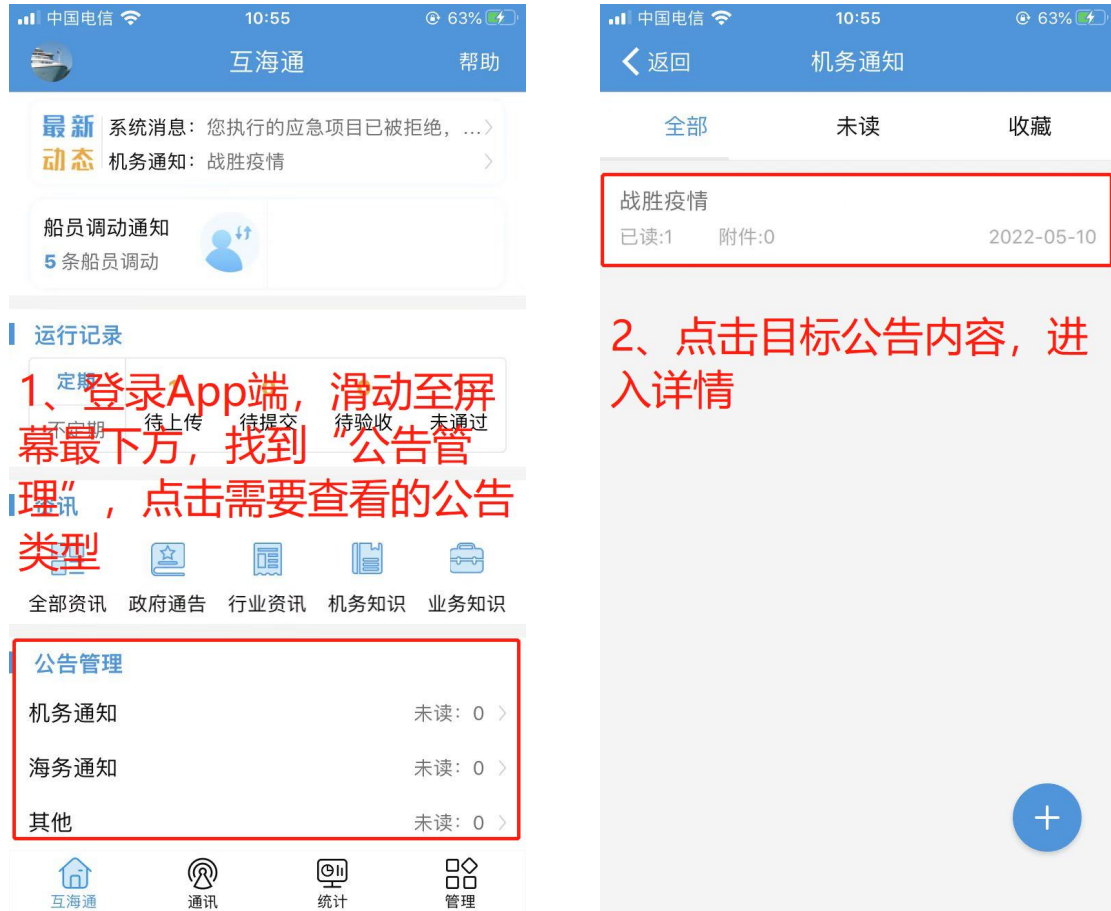 中国电信 10:55 63%
互海通 帮助
最新
动态
系统消息：您执行的应急项目已被拒绝，...
机务通知：战胜疫情
船员调动通知
5 条船员调动
运行记录
定期
不定期
待上传 待提交 待验收 未通过
1、登录App端，滑动至屏
幕最下方，找到“公告管
理”，点击需要查看的公告
类型
全部资讯 政府通告 行业资讯 机务知识 业务知识
公告管理
机务通知 未读：0
海务通知 未读：0
其他 未读：0
互海通 通讯 统计 管理
中国电信 10:55 63%
返回 机务通知
全部 未读 收藏
战胜疫情
已读:1 附件:0 2022-05-10
2、点击目标公告内容，进
入详情